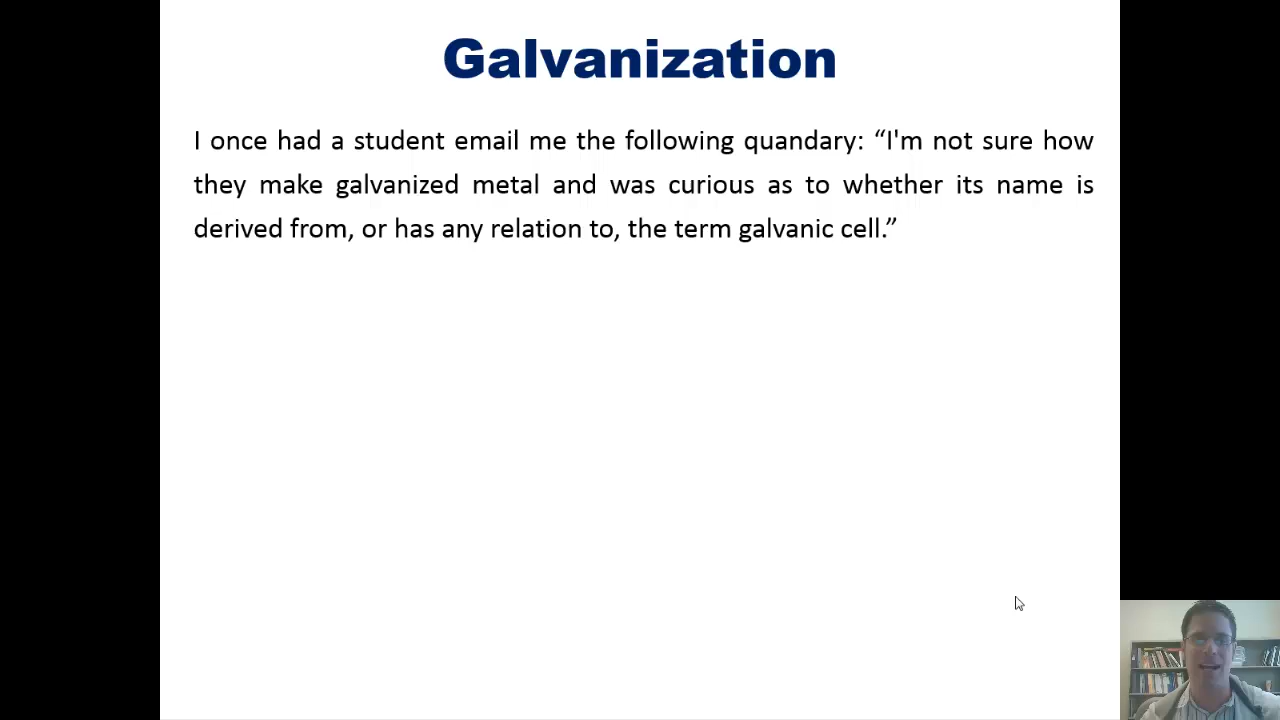 Galvanization
I once had a student email me the following quandary: “I'm not sure how
they make galvanized metal and was curious as to whether its name is
derived from, or has any relation to, the term galvanic cell.”